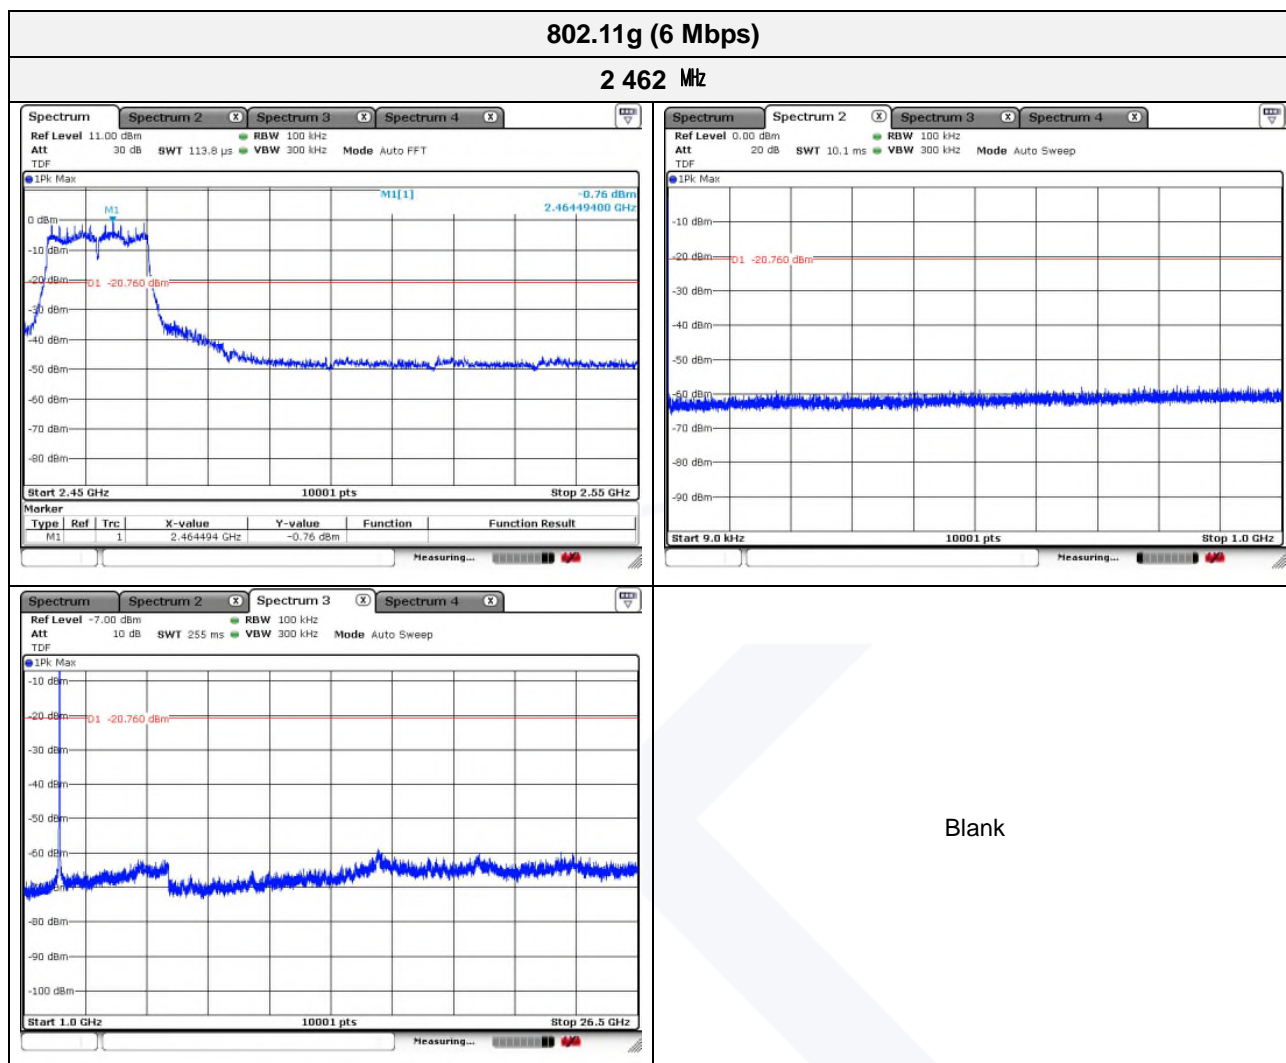 802.11g (6 Mbps)
2 462 ㎒
Spectrum Spectrum 2 X Spectrum 3 X Spectrum 4 X
Ref Level 11.00 dBm RBW 100 kHz
Att 30 dB SWT 113.8 µs VBW 300 kHz Mode Auto FFT
TDF
1Pk Max
M1[1] -0.76 dBm
2.46449400 GHz
M1
0 dBm
-10 dBm
-20 dBm
D1 -20.760 dBm
-30 dBm
-40 dBm
-50 dBm
-60 dBm
-70 dBm
-80 dBm
Start 2.45 GHz 10001 pts Stop 2.55 GHz
Marker
Type Ref Trc X-value Y-value Function Function Result
M1 1 2.464494 GHz -0.76 dBm
Measuring...
Spectrum Spectrum 2 X Spectrum 3 X Spectrum 4 X
Ref Level 0.00 dBm RBW 100 kHz
Att 20 dB SWT 10.1 ms VBW 300 kHz Mode Auto Sweep
TDF
1Pk Max
-10 dBm
-20 dBm
D1 -20.760 dBm
-30 dBm
-40 dBm
-50 dBm
-60 dBm
-70 dBm
-80 dBm
-90 dBm
Start 9.0 kHz 10001 pts Stop 1.0 GHz
Measuring...
Spectrum Spectrum 2 X Spectrum 3 X Spectrum 4 X
Ref Level -7.00 dBm RBW 100 kHz
Att 10 dB SWT 255 ms VBW 300 kHz Mode Auto Sweep
TDF
1Pk Max
-10 dBm
-20 dBm
D1 -20.760 dBm
-30 dBm
-40 dBm
-50 dBm
-60 dBm
-80 dBm
-90 dBm
-100 dBm
Start 1.0 GHz 10001 pts Stop 26.5 GHz
Measuring...
Blank